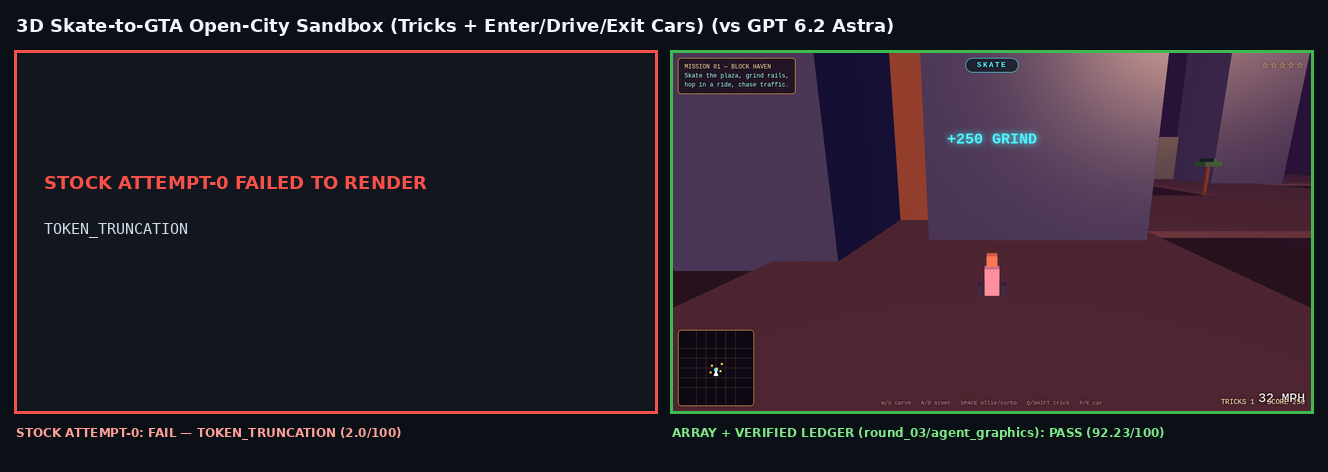 3D Skate-to-GTA Open-City Sandbox (Tricks + Enter/Drive/Exit Cars) (vs GPT 6.2 Astra)
STOCK ATTEMPT-0 FAILED TO RENDER
TOKEN_TRUNCATION
MISSION 01 — BLOCK HAVEN
Skate the plaza, grind rails,
hop in a ride, chase traffic.
SKATE
☆☆☆☆☆
+250 GRIND
W/S carve A/D steer SPACE ollie/turbo Q/SHIFT trick F/E car
32 MPH
TRICKS 1
STOCK ATTEMPT-0: FAIL — TOKEN_TRUNCATION (2.0/100)
ARRAY + VERIFIED LEDGER (round_03/agent_graphics): PASS (92.23/100)